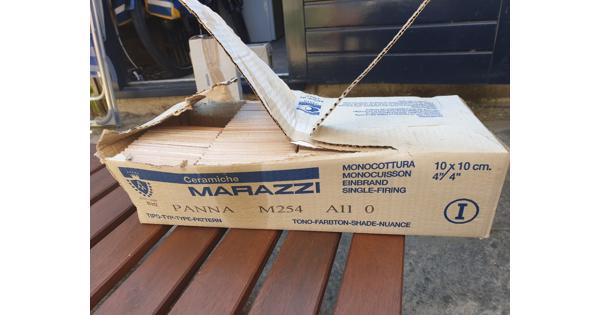 Ceramiche
MARAZZI
MONOCOTTURA
MONOCUISSON
EINBRAND
SINGLE-FIRING
10 x 10 cm.
4"/4"
PANNA M254 A11 0
TIPO-TYP-TYPE-PATTERN
TONO-FARBTON-SHADE-NUANCE
I